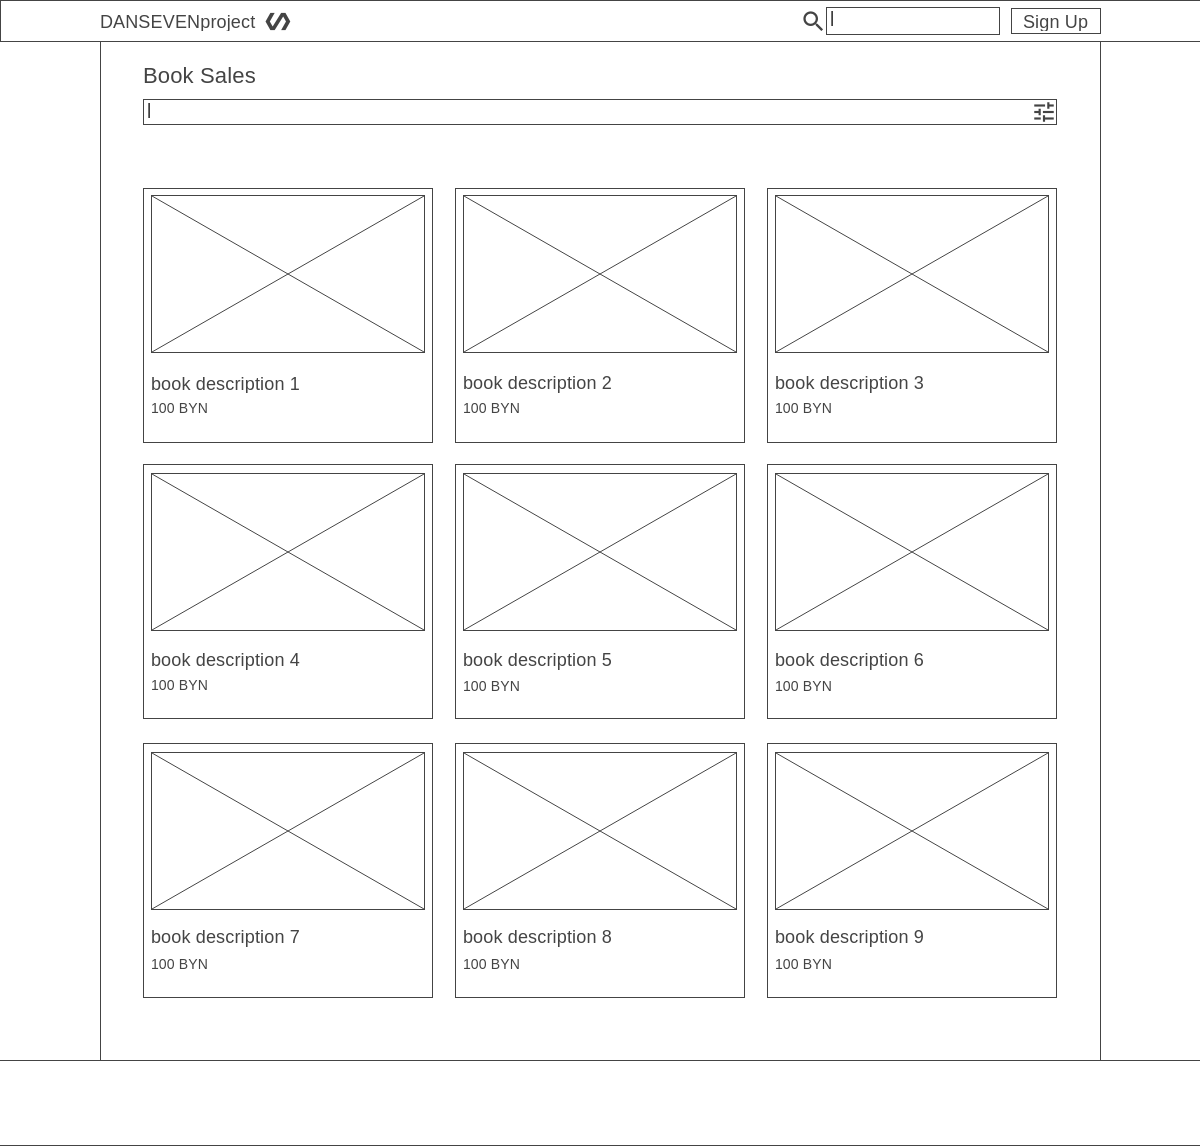 DANSEVENproject
Sign Up
Book Sales
book description 1
100 BYN
book description 2
100 BYN
book description 3
100 BYN
book description 4
100 BYN
book description 5
100 BYN
book description 6
100 BYN
book description 7
100 BYN
book description 8
100 BYN
book description 9
100 BYN